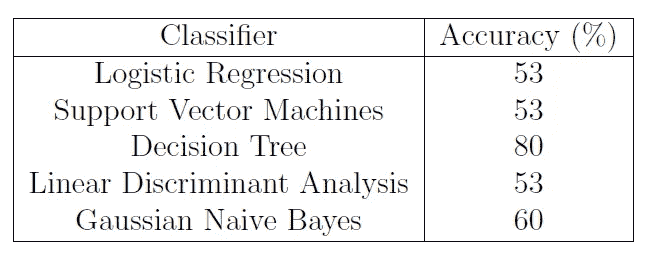 Classifier Accuracy (%)
Logistic Regression 53
Support Vector Machines 53
Decision Tree 80
Linear Discriminant Analysis 53
Gaussian Naive Bayes 60